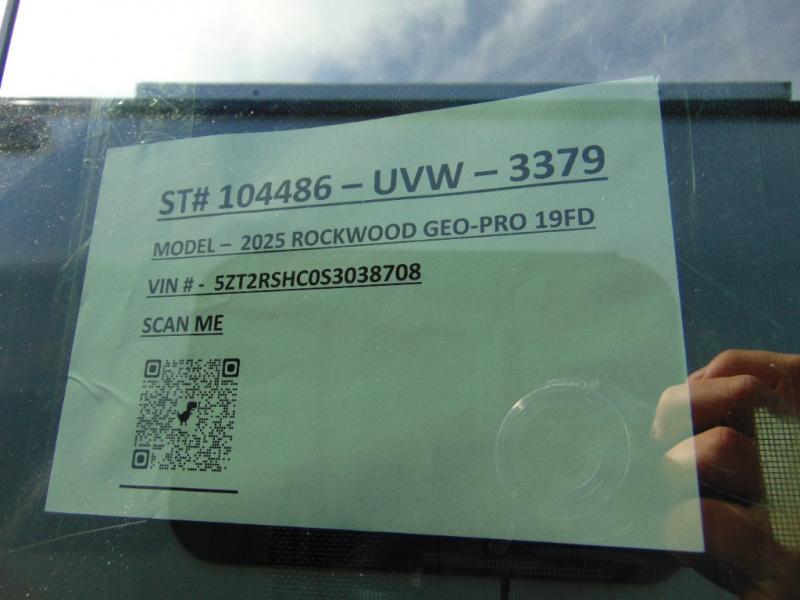 ST# 104486 – UVW – 3379
MODEL – 2025 ROCKWOOD GEO-PRO 19FD
VIN # - 5ZT2RSHC0S3038708
SCAN ME